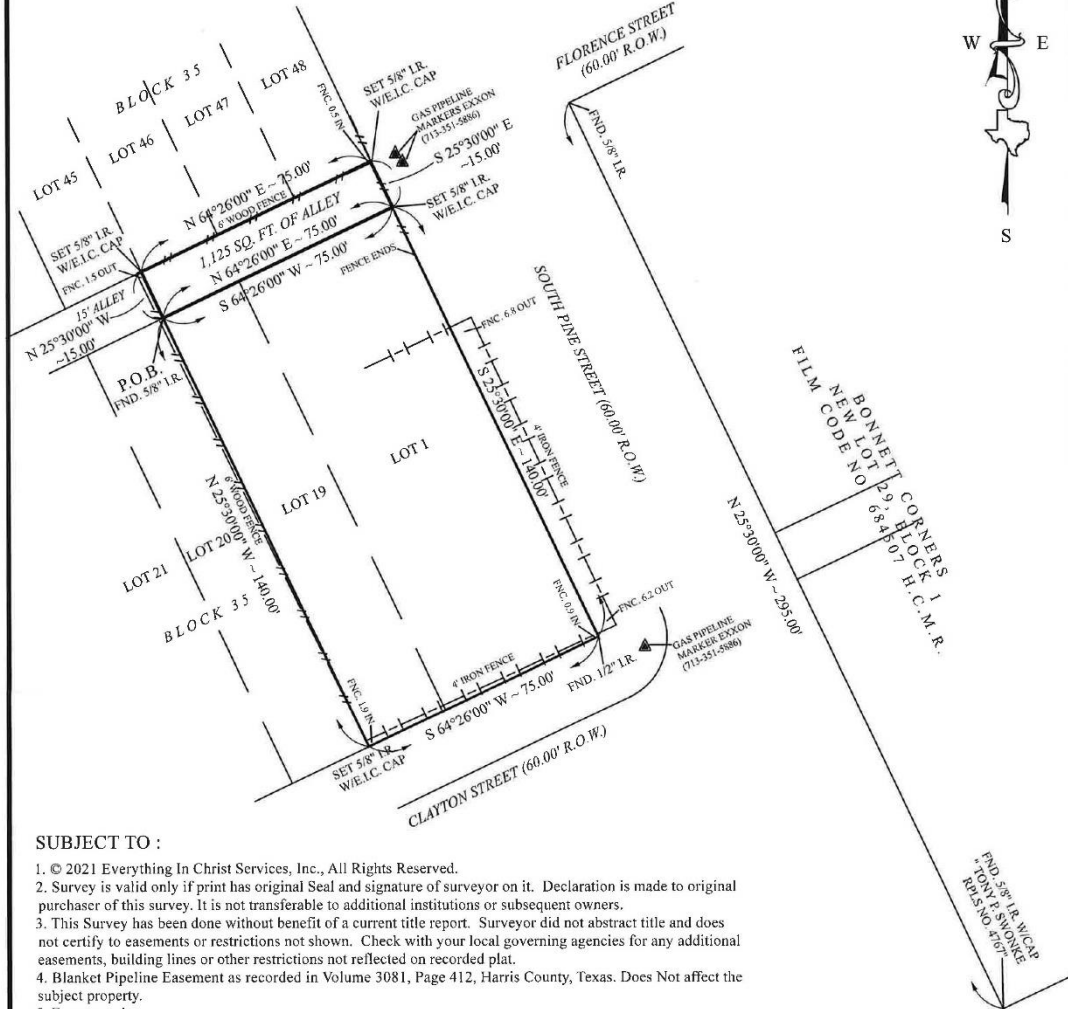 W E
S
FLORENCE STREET
(60.00' R.O.W.)
FND. 5/8" I.R.
BLOCK 35
LOT 45
LOT 46
LOT 47
LOT 48
FNC. 0.5 IN
SET 5/8" I.R.
W/E.I.C. CAP
GAS PIPELINE
MARKERS EXXON
(713-351-5886)
S 25°30'00" E
~15.00'
SET 5/8" I.R.
W/E.I.C. CAP
N 64°26'00" E ~ 75.00'
6' WOOD FENCE
1,125 SQ. FT. OF ALLEY
N 64°26'00" E ~ 75.00'
S 64°26'00" W ~ 75.00'
FENCE ENDS
SET 5/8" I.R.
W/E.I.C. CAP
FNC. 1.5 OUT
15' ALLEY
N 25°30'00" W
~15.00'
P.O.B.
FND. 5/8" I.R.
FNC. 6.8 OUT
SOUTH PINE STREET (60.00' R.O.W.)
S 25°30'00" E ~ 140.00'
4' IRON FENCE
LOT 1
LOT 19
LOT 20
LOT 21
BLOCK 35
6' WOOD FENCE
N 25°30'00" W ~ 140.00'
FNC. 0.9 IN
FNC. 6.2 OUT
GAS PIPELINE
MARKER EXXON
(713-351-5886)
FND. 1/2" I.R.
FNC. 1.9 IN
4' IRON FENCE
S 64°26'00" W ~ 75.00'
SET 5/8" I.R.
W/E.I.C. CAP
CLAYTON STREET (60.00' R.O.W.)
N 25°30'00" W ~ 295.00'
BONNETT CORNERS
NEW LOT 29, BLOCK 1
FILM CODE NO 684507 H.C.M.R.
FND. 5/8" I.R. W/CAP
"TONY P. SWONKE
RPLS NO. 4767"
SUBJECT TO :
1. © 2021 Everything In Christ Services, Inc., All Rights Reserved.
2. Survey is valid only if print has original Seal and signature of surveyor on it. Declaration is made to original
purchaser of this survey. It is not transferable to additional institutions or subsequent owners.
3. This Survey has been done without benefit of a current title report. Surveyor did not abstract title and does
not certify to easements or restrictions not shown. Check with your local governing agencies for any additional
easements, building lines or other restrictions not reflected on recorded plat.
4. Blanket Pipeline Easement as recorded in Volume 3081, Page 412, Harris County, Texas. Does Not affect the
subject property.